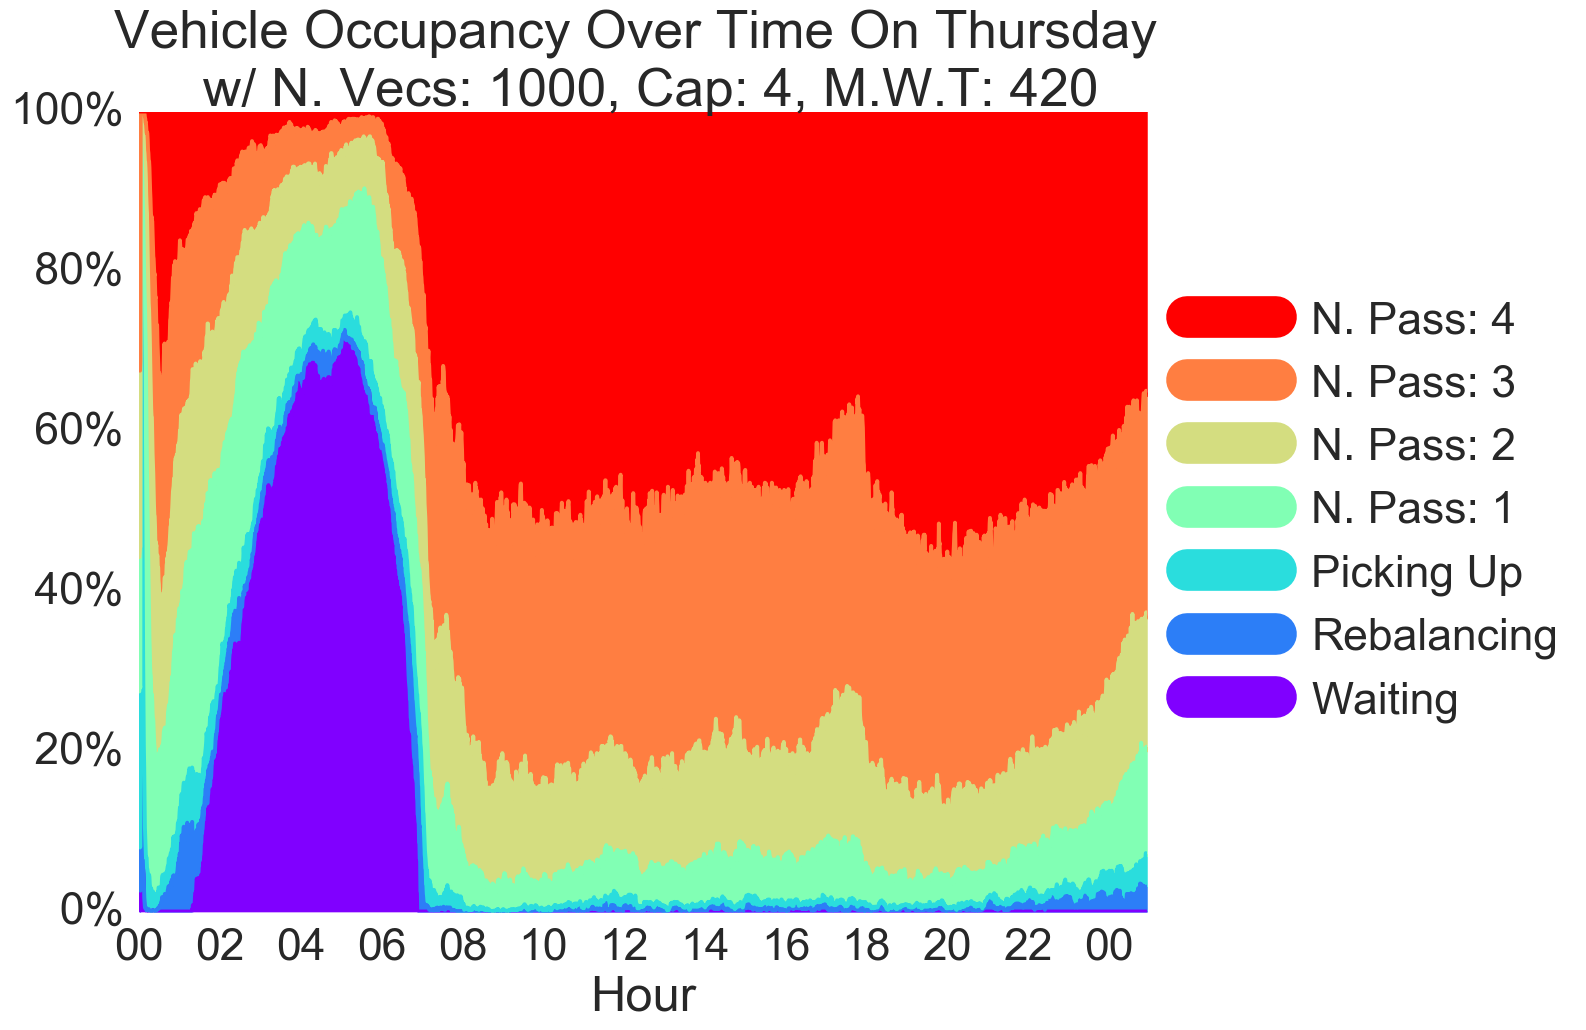 Vehicle Occupancy Over Time On Thursday
w/ N. Vecs: 1000, Cap: 4, M.W.T: 420
100%
80%
60%
40%
20%
0%
00 02 04 06 08 10 12 14 16 18 20 22 00
Hour
N. Pass: 4
N. Pass: 3
N. Pass: 2
N. Pass: 1
Picking Up
Rebalancing
Waiting